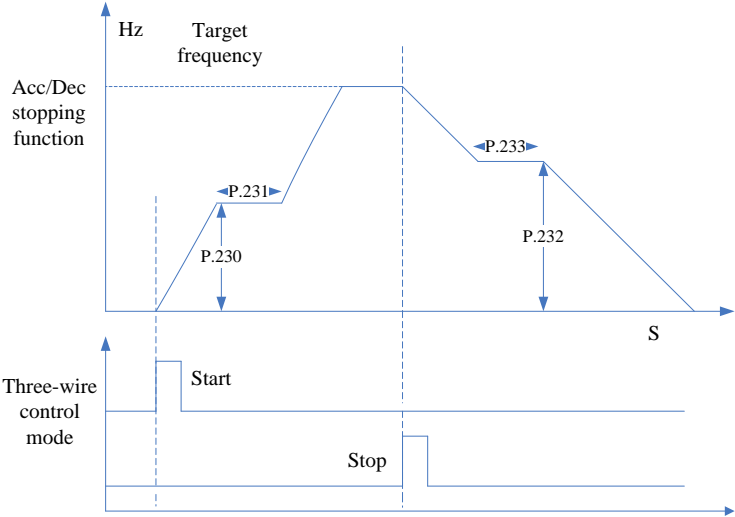 Hz
Target
frequency
Acc/Dec
stopping
function
P.233
P.231
P.232
P.230
S
Three-wire
control
mode
Start
Stop